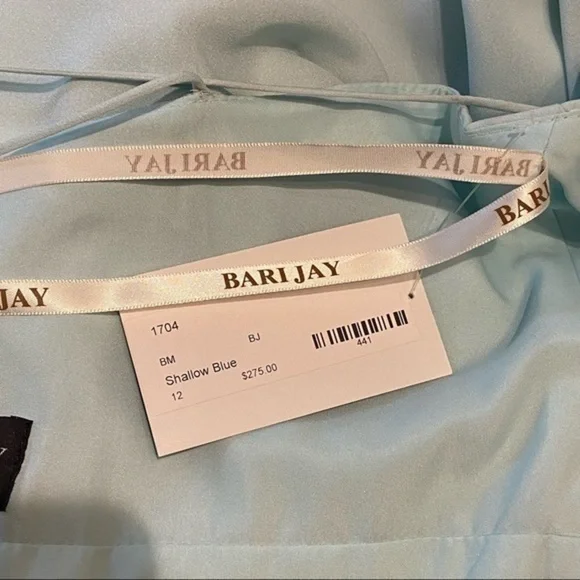 BARI JAY BARI JAY
BARI
JAY BARI JAY
1704
BM BJ
Shallow Blue $275.00
12
441